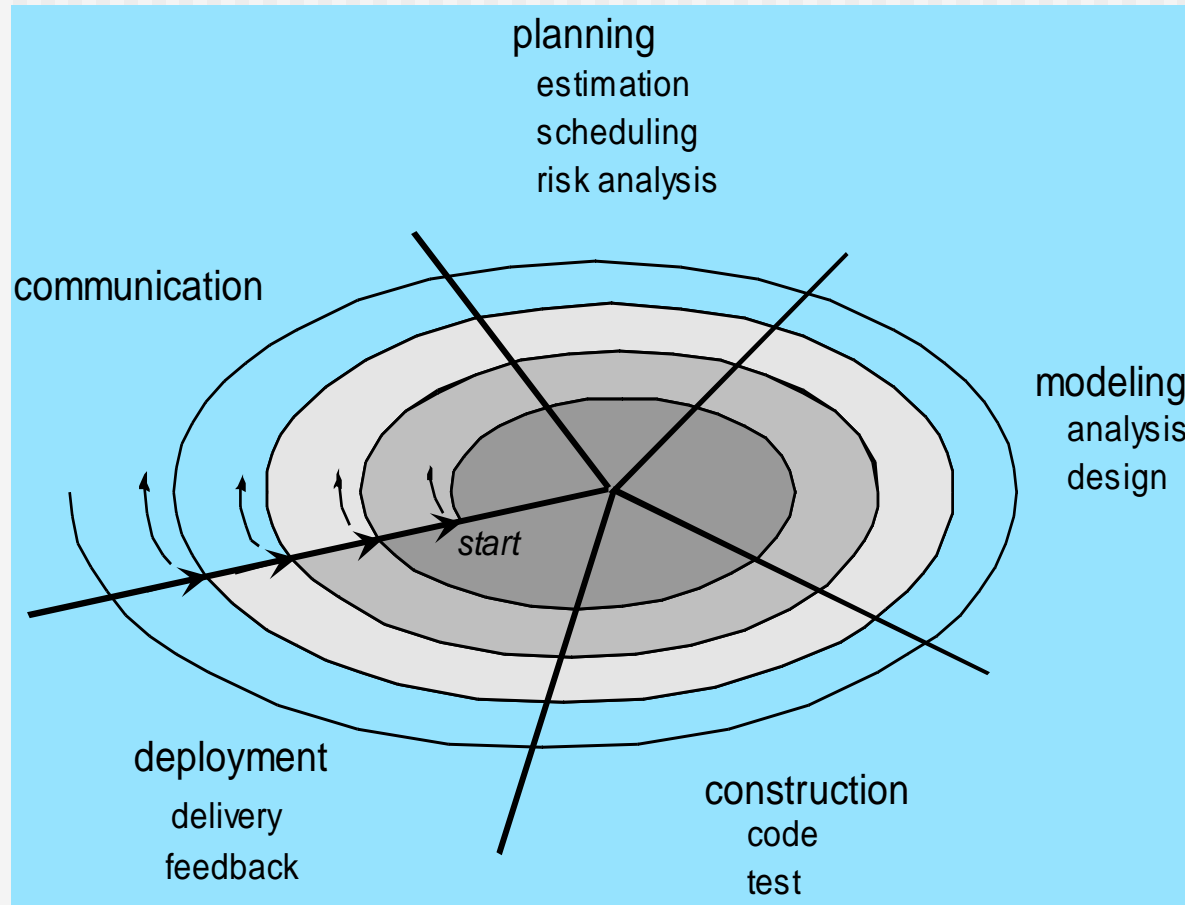 planning
estimation
scheduling
risk analysis
communication
modeling
analysis
design
start
deployment
delivery
feedback
construction
code
test